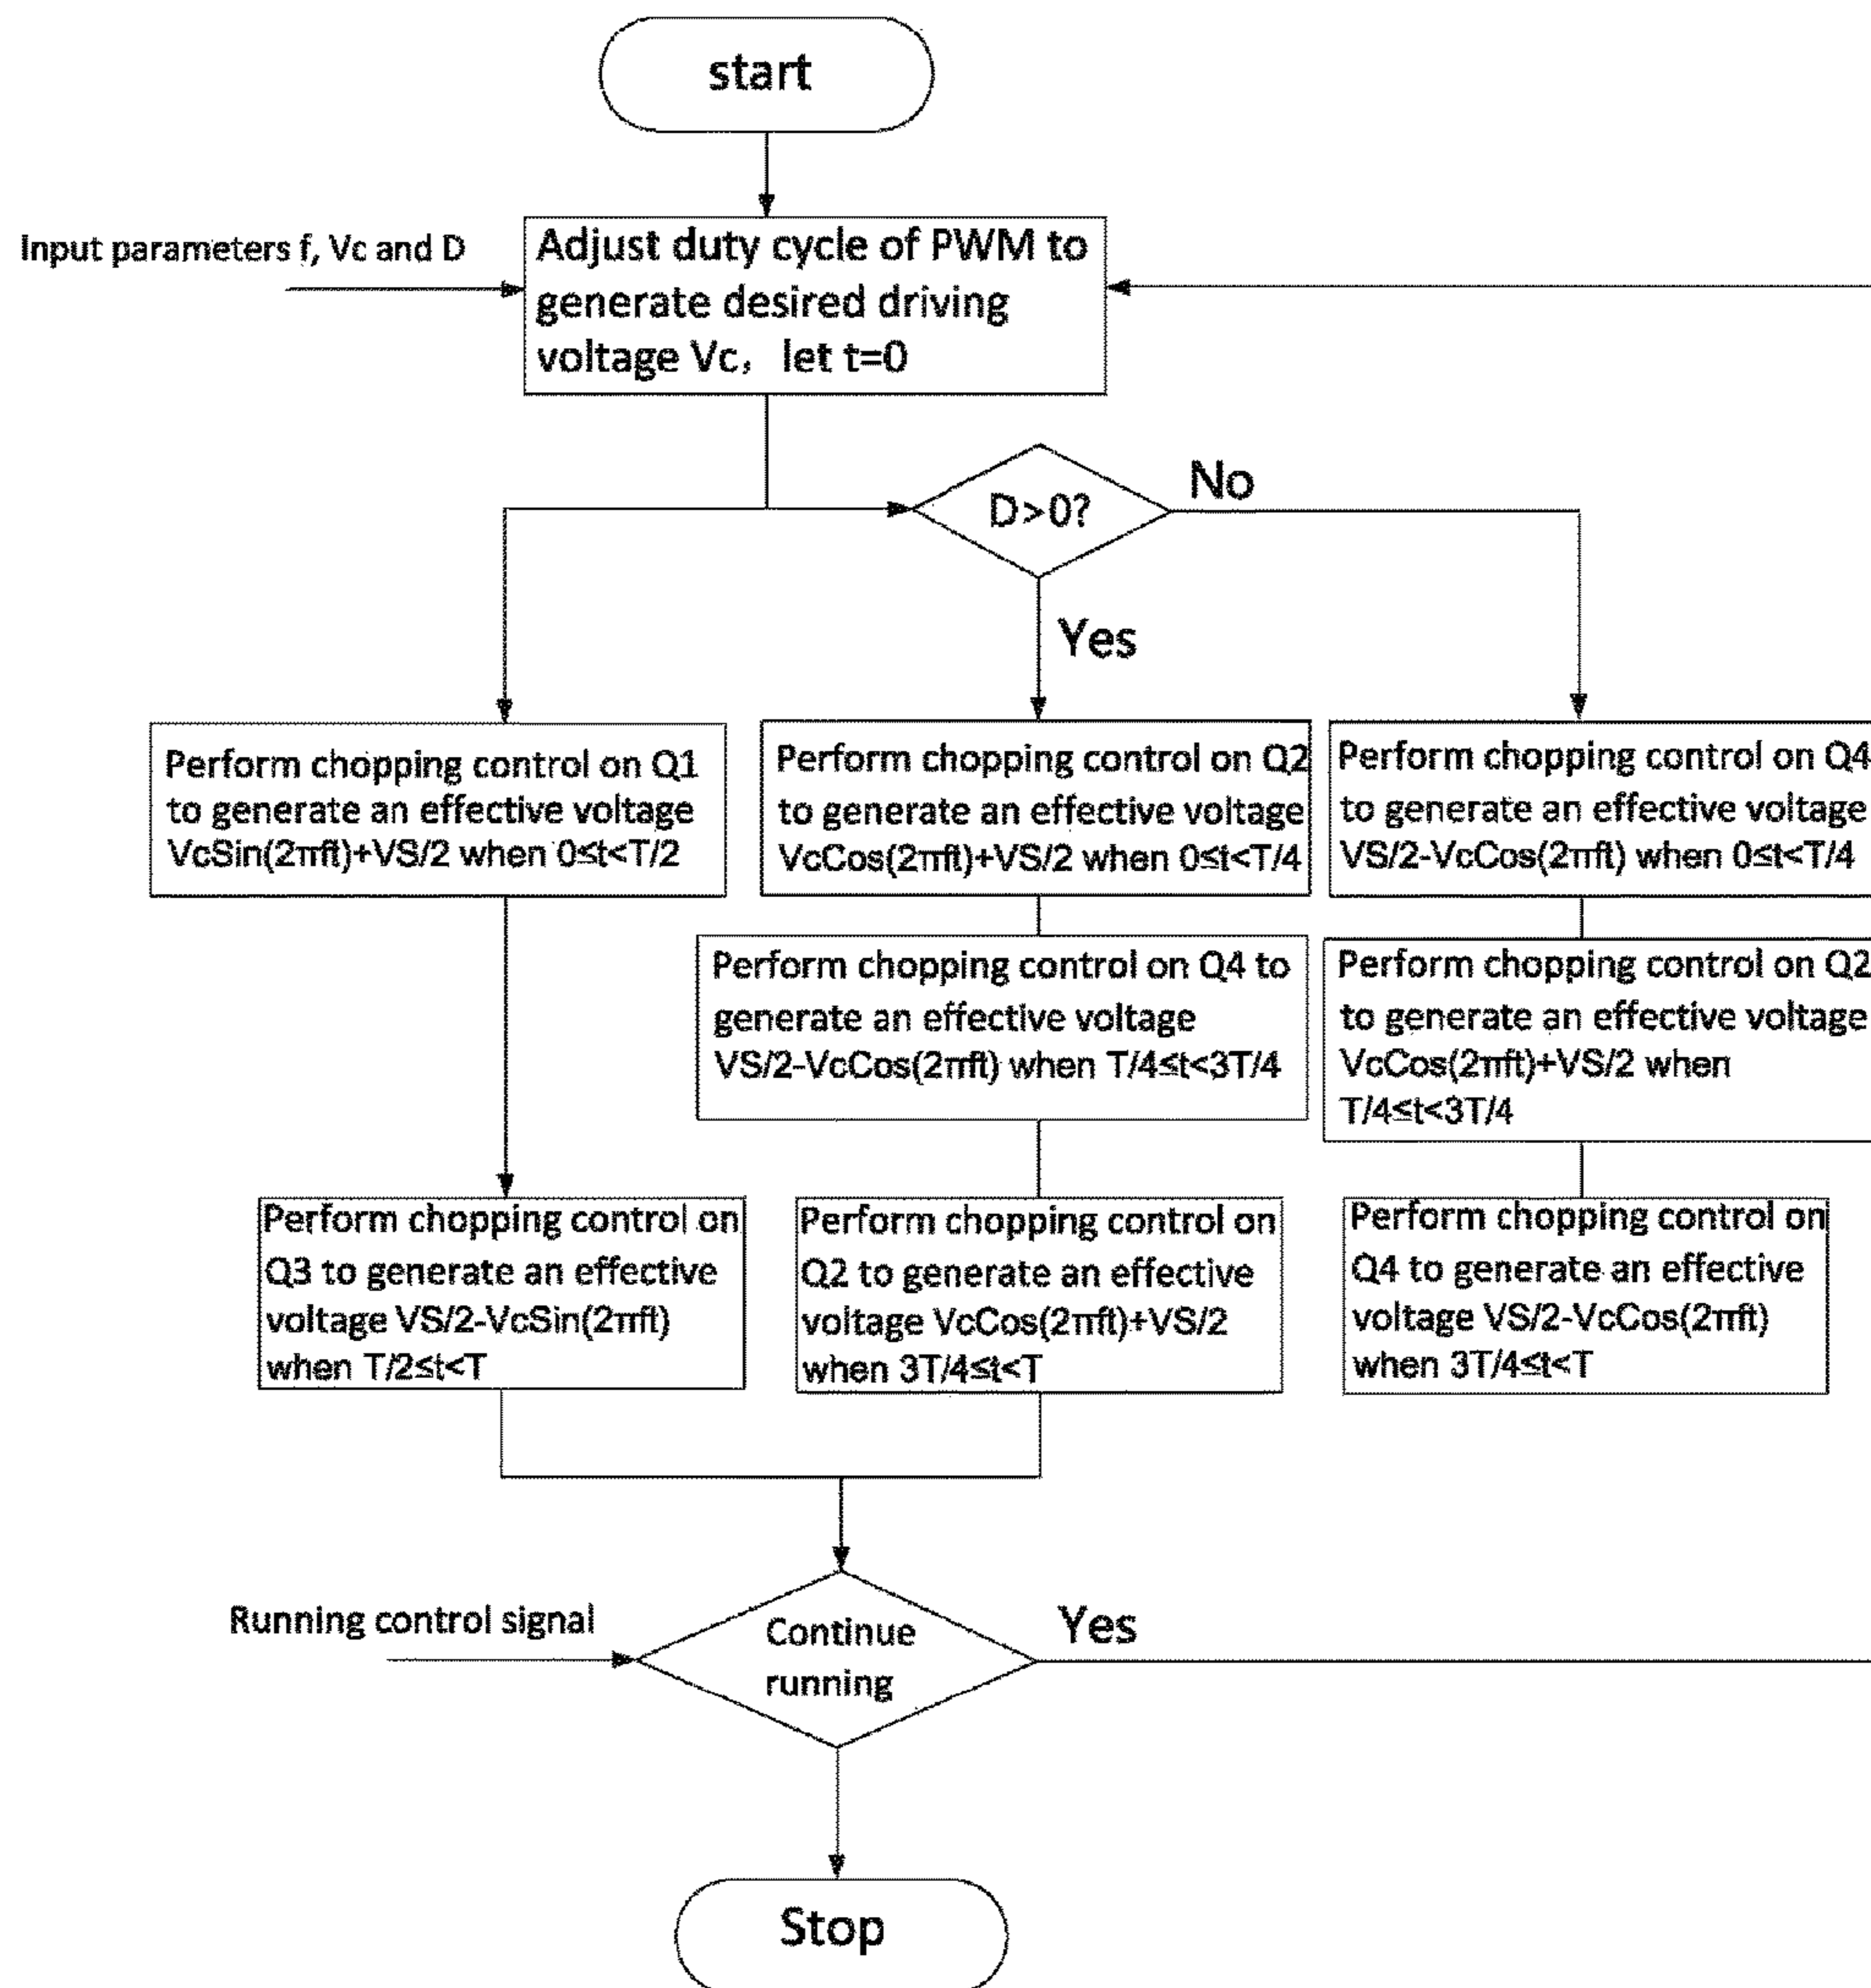 start
Input parameters f, Vc and D
Adjust duty cycle of PWM to
generate desired driving
voltage Vc, let t=0
D>0?
No
Yes
Perform chopping control on Q1
to generate an effective voltage
VcSin(2πft)+VS/2 when 0≤t<T/2
Perform chopping control on Q2
to generate an effective voltage
VcCos(2πft)+VS/2 when 0≤t<T/4
Perform chopping control on Q4
to generate an effective voltage
VS/2-VcCos(2πft) when 0≤t<T/4
Perform chopping control on Q4 to
generate an effective voltage
VS/2-VcCos(2πft) when T/4≤t<3T/4
Perform chopping control on Q2
to generate an effective voltage
VcCos(2πft)+VS/2 when
T/4≤t<3T/4
Perform chopping control on
Q3 to generate an effective
voltage VS/2-VcSin(2πft)
when T/2≤t<T
Perform chopping control on
Q2 to generate an effective
voltage VcCos(2πft)+VS/2
when 3T/4≤t<T
Perform chopping control on
Q4 to generate an effective
voltage VS/2-VcCos(2πft)
when 3T/4≤t<T
Running control signal
Continue
running
Yes
Stop